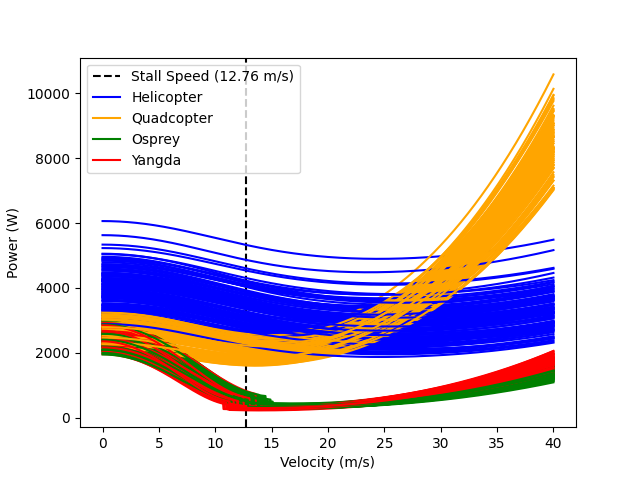 Stall Speed (12.76 m/s)
Helicopter
Quadcopter
Osprey
Yangda
10000
8000
6000
4000
2000
0
Power (W)
0 5 10 15 20 25 30 35 40
Velocity (m/s)